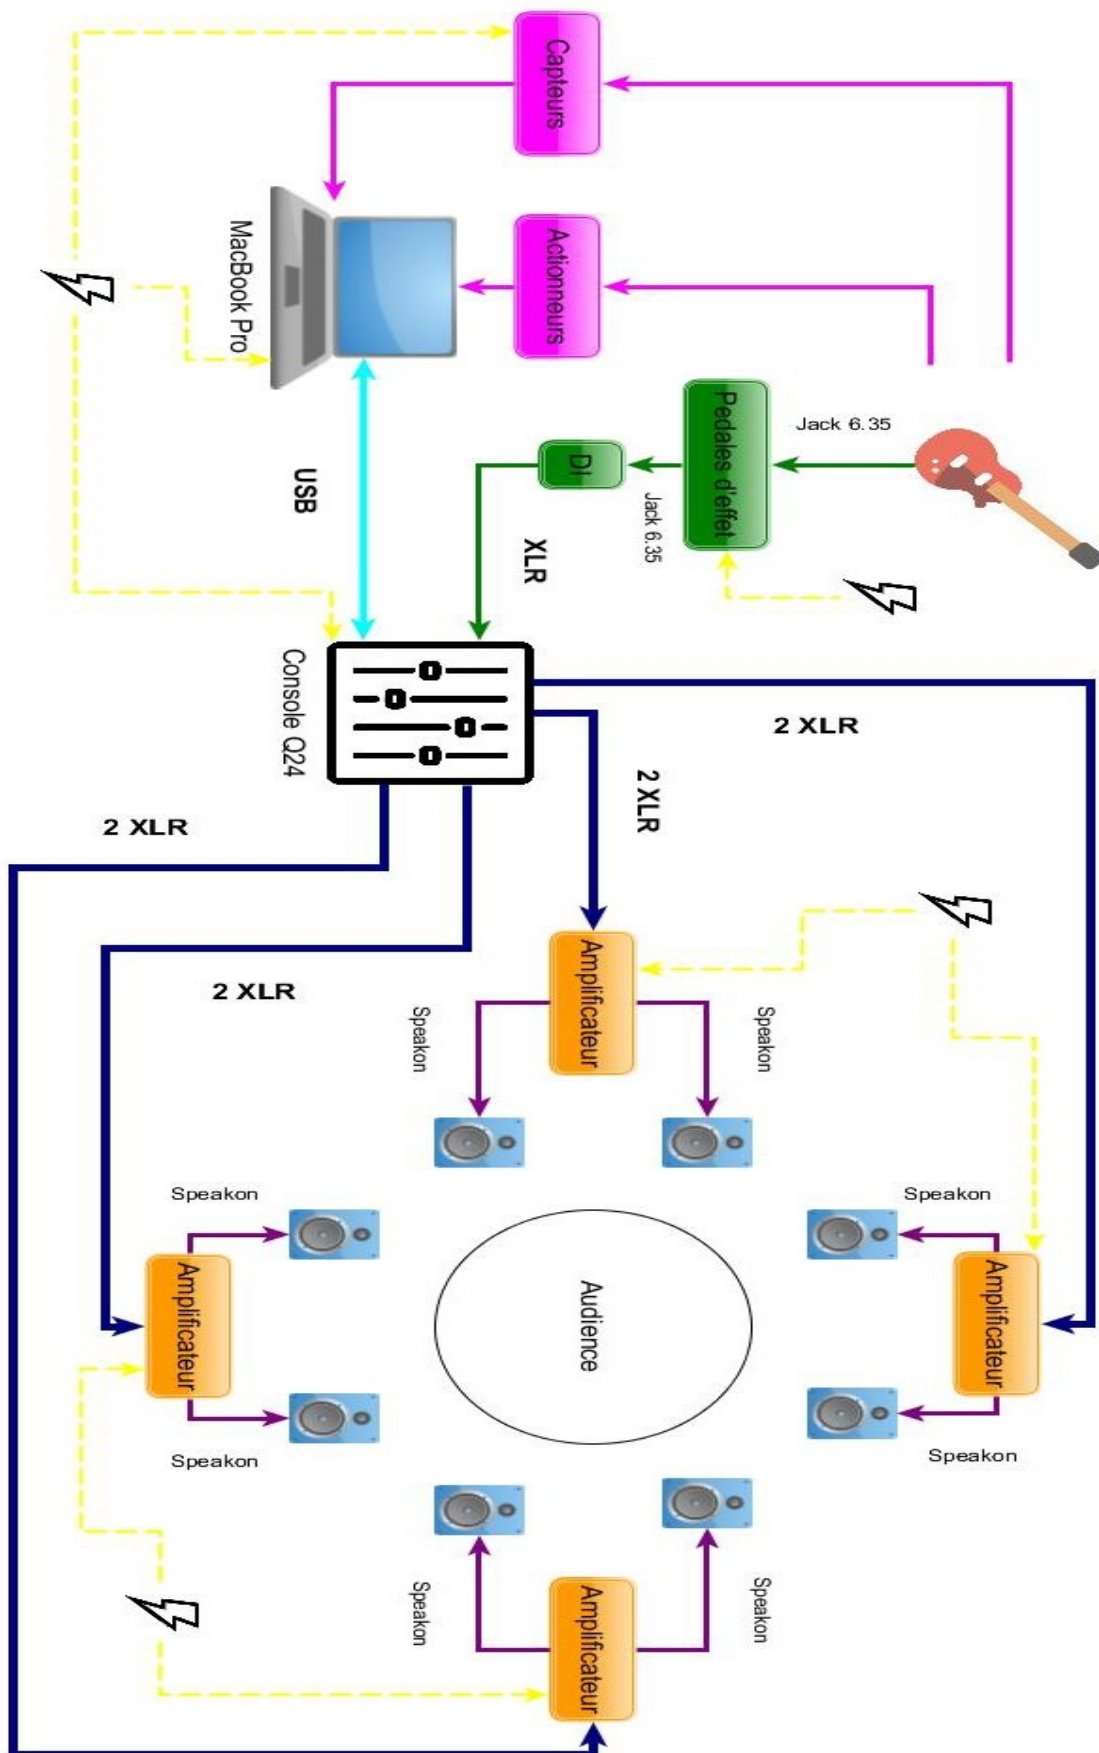 Capteurs
Actionneurs
MacBook Pro
Pedales d'effet
Jack 6.35
DI
Jack 6.35
USB
XLR
Console Q24
2 XLR
2 XLR
2 XLR
2 XLR
Amplificateur
Speakon
Speakon
Speakon
Speakon
Amplificateur
Audience
Amplificateur
Speakon
Speakon
Speakon
Speakon
Amplificateur